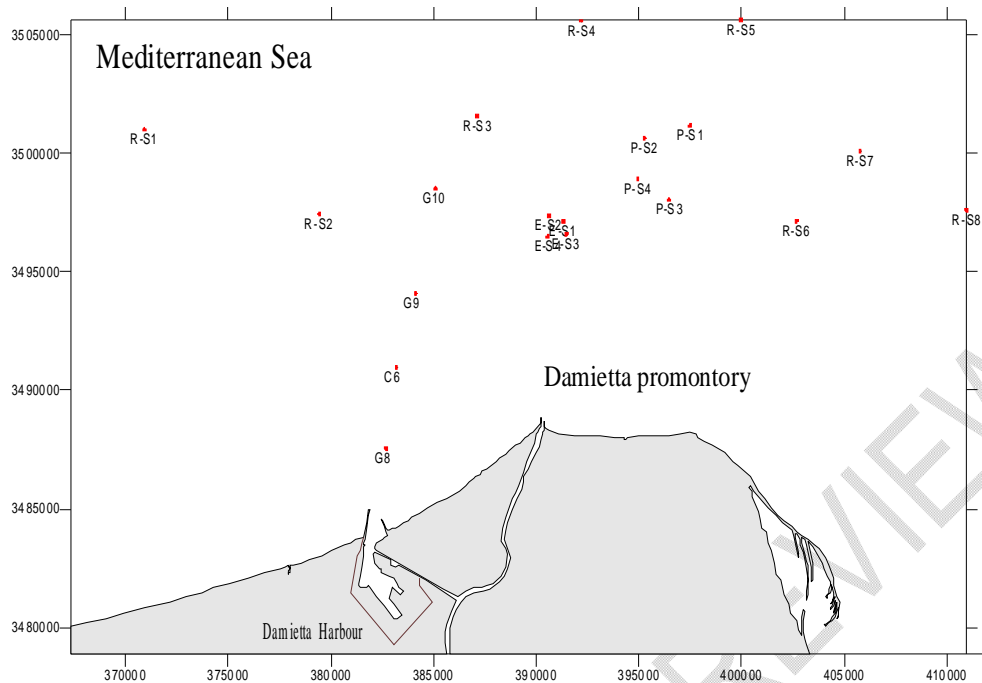 R-S4
R-S5
3505000
Mediterranean Sea
R-S3
P-S1
R-S1
P-S2
3500000
R-S7
P-S4
G10
P-S3
R-S2
E-S2
E-S1
R-S6
R-S8
E-S4
E-S3
3495000
G9
C6
Damietta promontory
3490000
G8
3485000
Damietta Harbour
3480000
370000 375000 380000 385000 390000 395000 400000 405000 410000
REVIEW